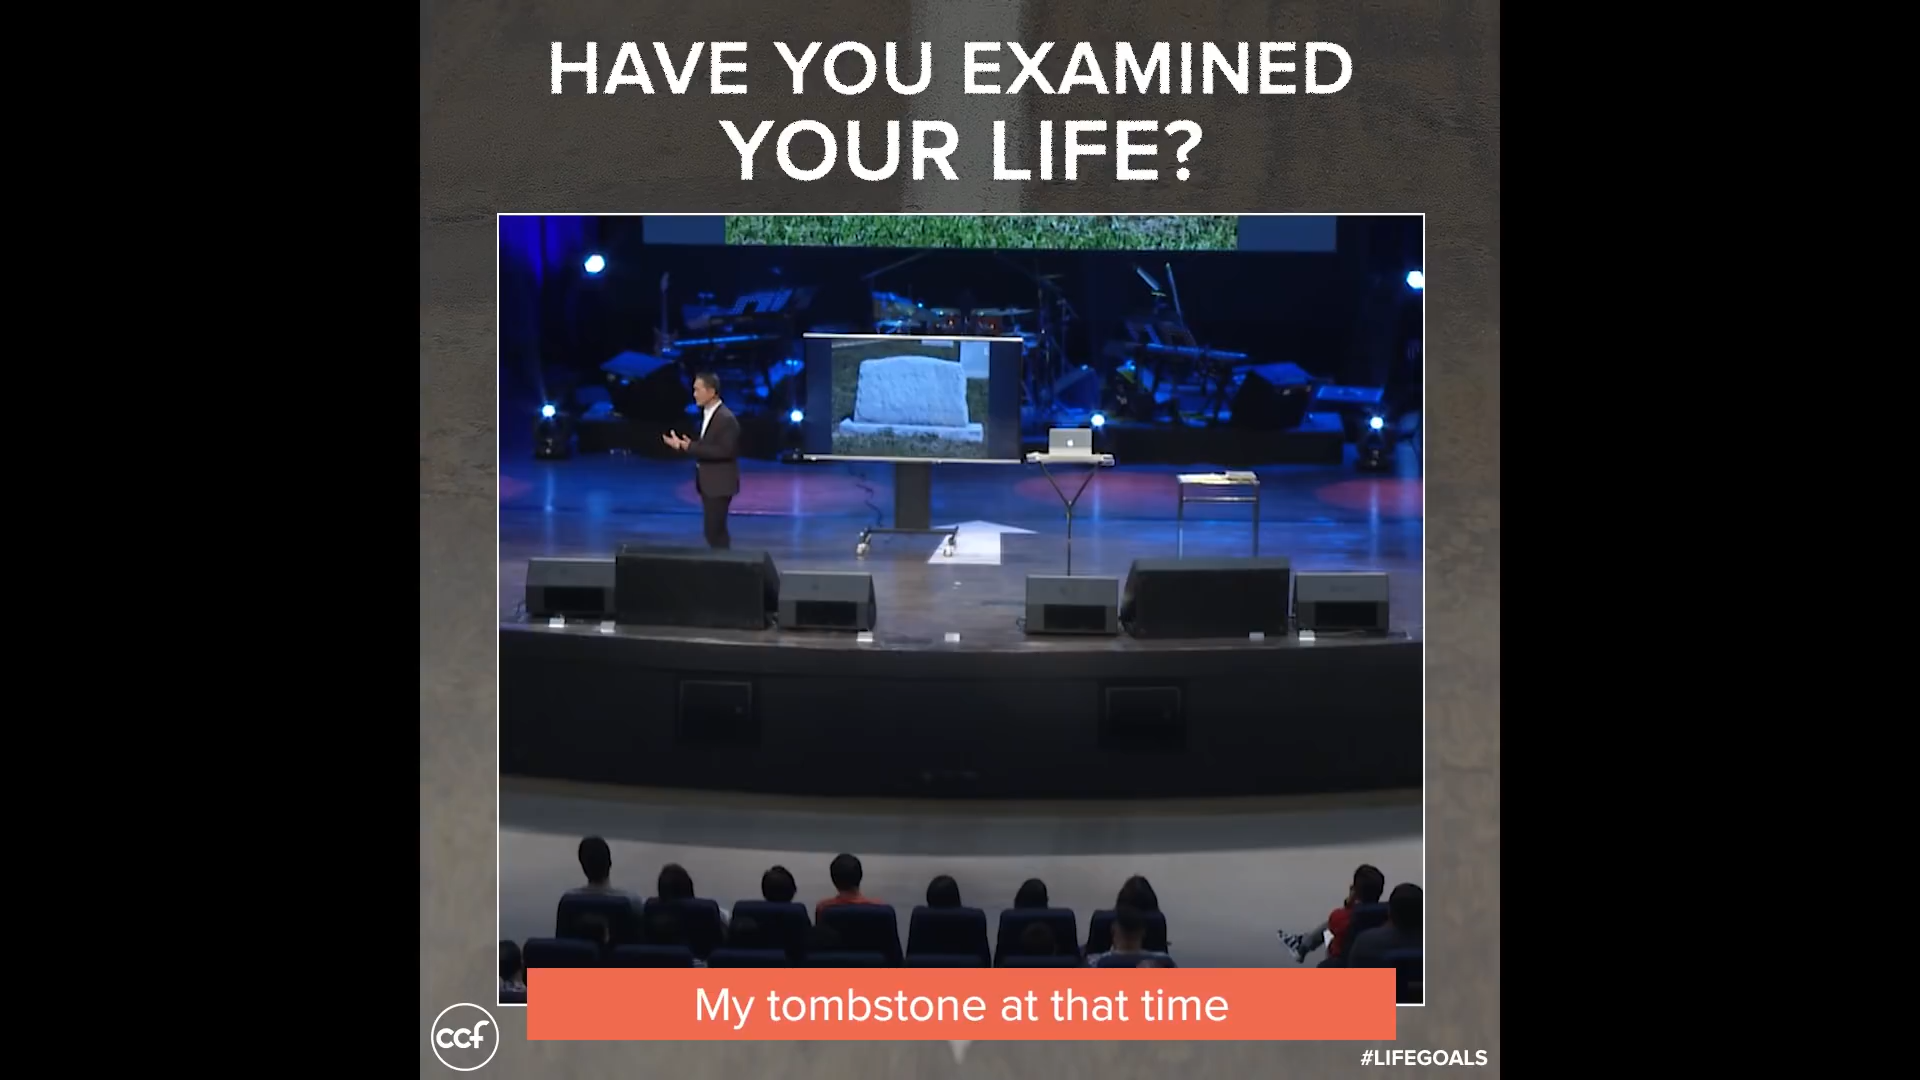 HAVE YOU EXAMINED
YOUR LIFE?
My tombstone at that time
ccf
#LIFEGOALS